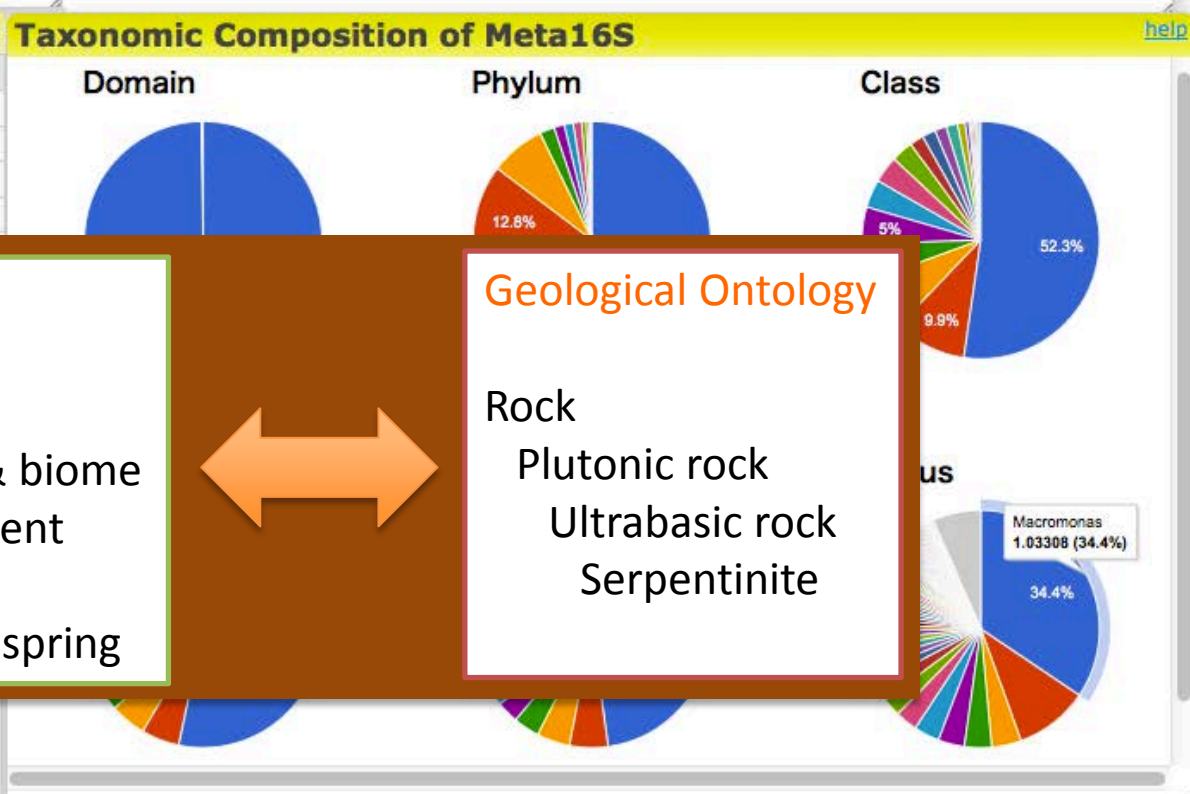 Taxonomic Composition of Meta16S
help
Domain
Phylum
Class
12.8%
5%
52.3%
9.9%
& biome
ent
spring
Geological Ontology
Rock
Plutonic rock
Ultrabasic rock
Serpentinite
us
Macromonas
1.03308 (34.4%)
34.4%